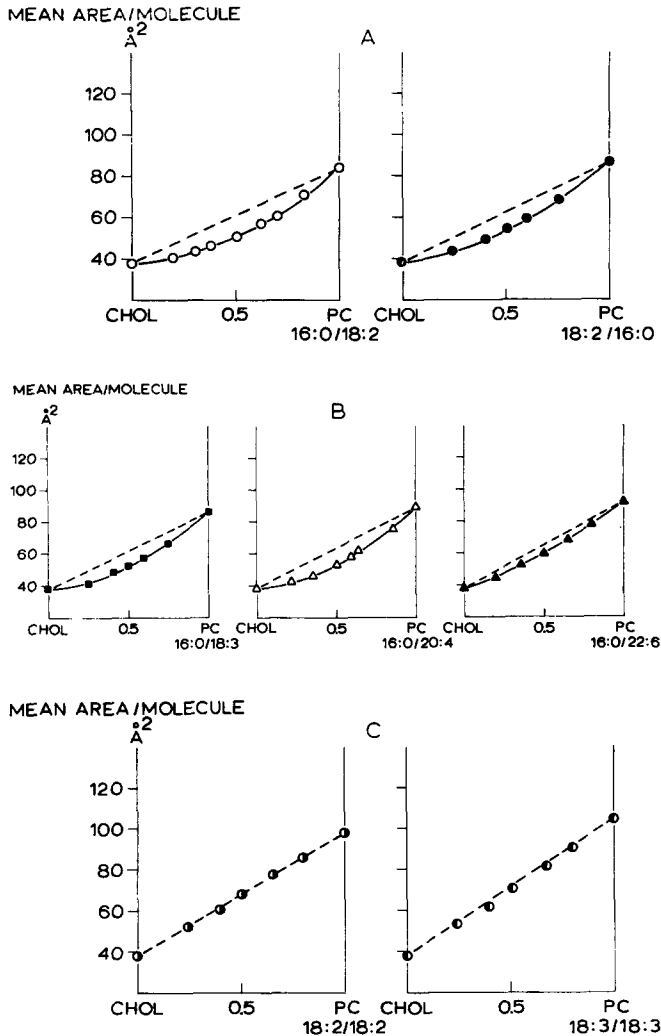 MEAN AREA/MOLECULE
Å2
A
120
100
80
60
40
CHOL 0.5 PC
16:0/18:2
CHOL 0.5 PC
18:2/16:0
MEAN AREA/MOLECULE
Å2
B
120
100
80
60
40
CHOL 0.5 PC
16:0/18:3
CHOL 0.5 PC
16:0/20:4
CHOL 0.5 PC
16:0/22:6
MEAN AREA/MOLECULE
Å2
C
120
100
80
60
40
CHOL 0.5 PC
18:2/18:2
CHOL 0.5 PC
18:3/18:3